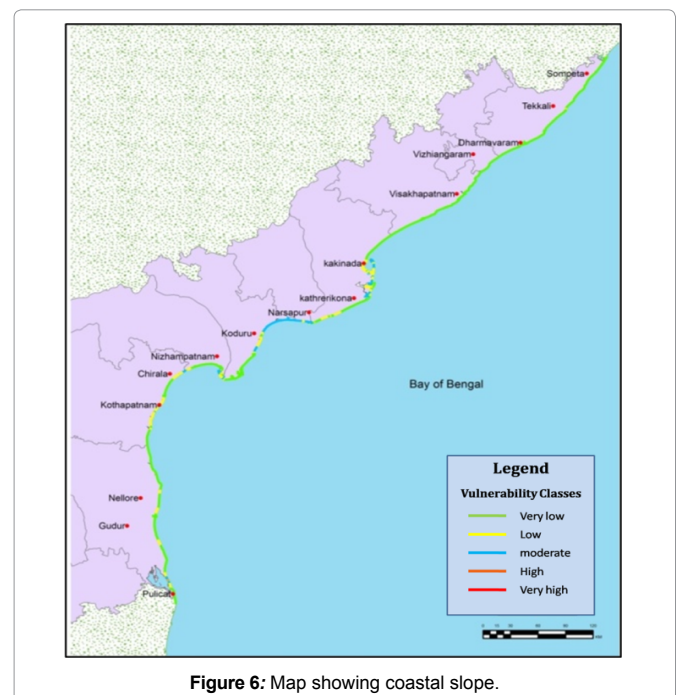 Sompeta
Tekkali
Dharmavaram
Vizhiangaram
Visakhapatnam
kakinada
kathrerikona
Narsapur
Koduru
Nizhampatnam
Chirala
Bay of Bengal
Kothapatnam
Legend
Vulnerability Classes
Very low
Low
moderate
High
Very high
Nellore
Gudur
Pulicat
Figure 6: Map showing coastal slope.